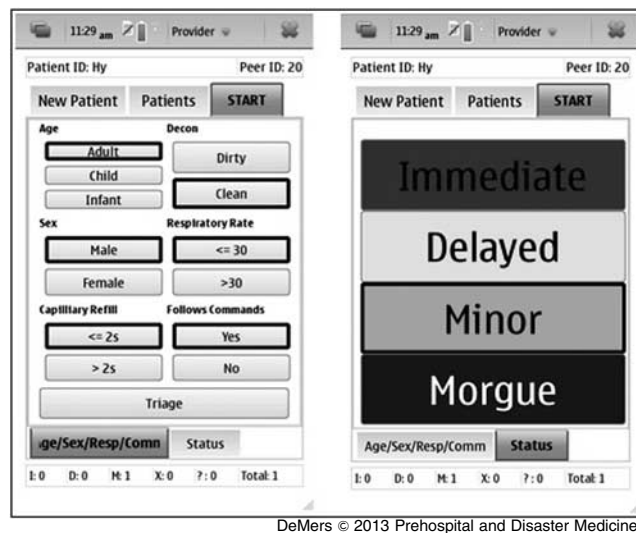 11:29 am Provider
Patient ID: Hy Peer ID: 20
New Patient Patients START
Age Decon
Adult Dirty
Child
Infant Clean
Sex Respiratory Rate
Male <= 30
Female >30
Capilliary Refill Follows Commands
<= 2s Yes
> 2s No
Triage
ge/Sex/Resp/Comn Status
I: 0 D: 0 M: 1 X: 0 ?: 0 Total: 1
11:29 am Provider
Patient ID: Hy Peer ID: 20
New Patient Patients START
Immediate
Delayed
Minor
Morgue
Age/Sex/Resp/Comm Status
I: 0 D: 0 M: 1 X: 0 ?: 0 Total: 1
DeMers © 2013 Prehospital and Disaster Medicine